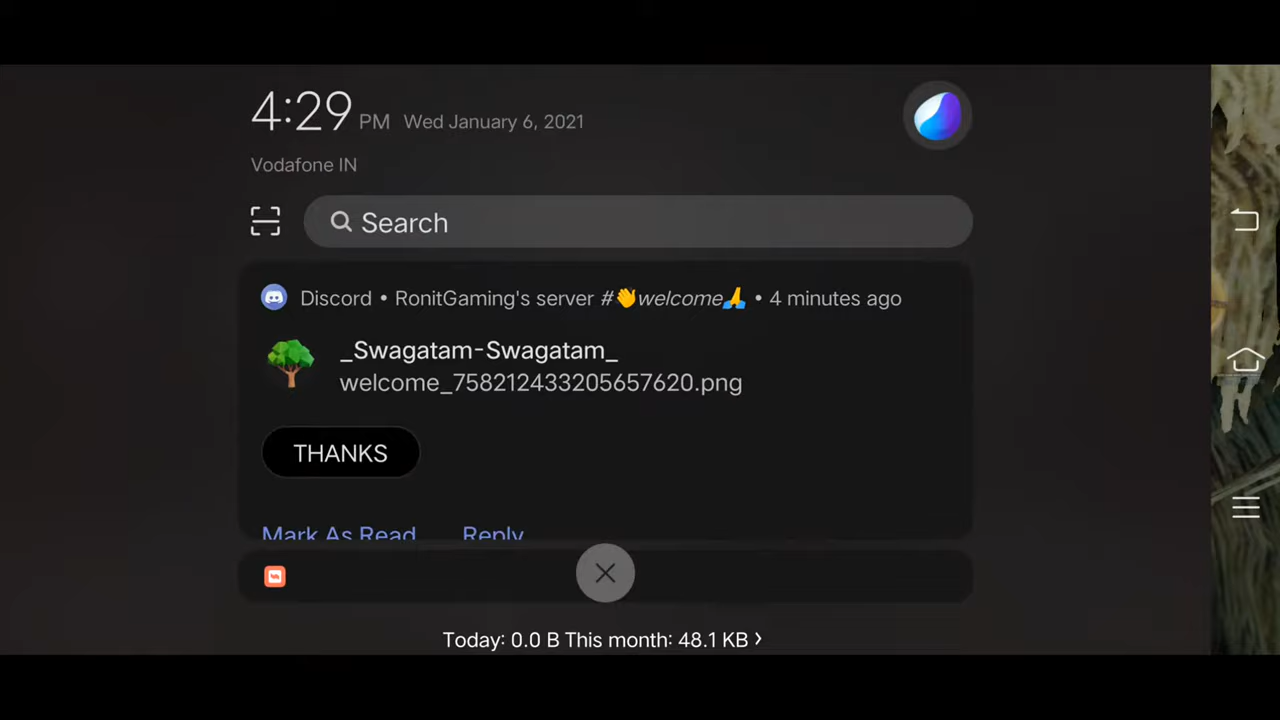 4:29 PM Wed January 6, 2021
Vodafone IN
Search
Discord • RonitGaming's server #👋welcome🙏 • 4 minutes ago
_Swagatam-Swagatam_
welcome_758212433205657620.png
THANKS
Mark As Read Reply
Today: 0.0 B This month: 48.1 KB ›